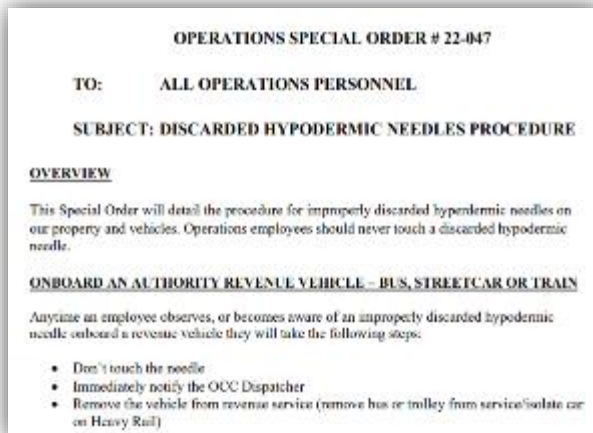 OPERATIONS SPECIAL ORDER # 22-047
TO: ALL OPERATIONS PERSONNEL
SUBJECT: DISCARDED HYPODERMIC NEEDLES PROCEDURE
OVERVIEW
This Special Order will detail the procedure for improperly discarded hyperdermic needles on
our property and vehicles. Operations employees should never touch a discarded hypodermic
needle.
ONBOARD AN AUTHORITY REVENUE VEHICLE – BUS, STREETCAR OR TRAIN
Anytime an employee observes, or becomes aware of an improperly discarded hypodermic
needle onboard a revenue vehicle they will take the following steps:
• Don't touch the needle
• Immediately notify the OCC Dispatcher
• Remove the vehicle from revenue service (remove bus or trolley from service/isolate car
on Heavy Rail)